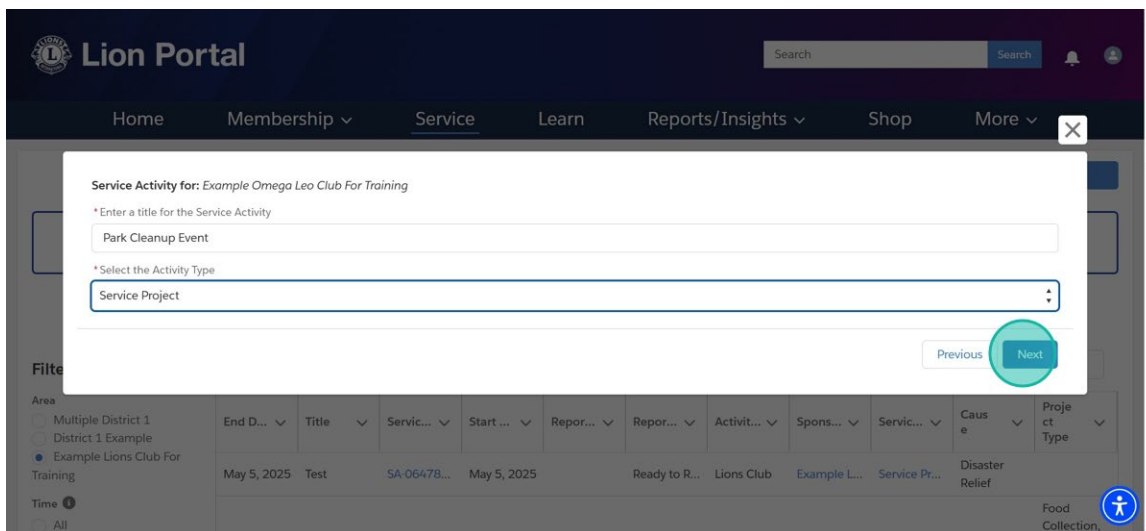 Lion Portal
Search
Search
Home Membership Service Learn Reports/Insights Shop More
Service Activity for: Example Omega Leo Club For Training
* Enter a title for the Service Activity
Park Cleanup Event
* Select the Activity Type
Service Project
Previous
Next
Filte
Area
Multiple District 1
District 1 Example
Example Lions Club For
Training
Time
All
End D... Title Servic... Start ... Repor... Repor... Activit... Spons... Servic... Caus
e Proje
ct
Type
May 5, 2025 Test SA-06478... May 5, 2025 Ready to R... Lions Club Example L... Service Pr... Disaster
Relief
Food
Collection,